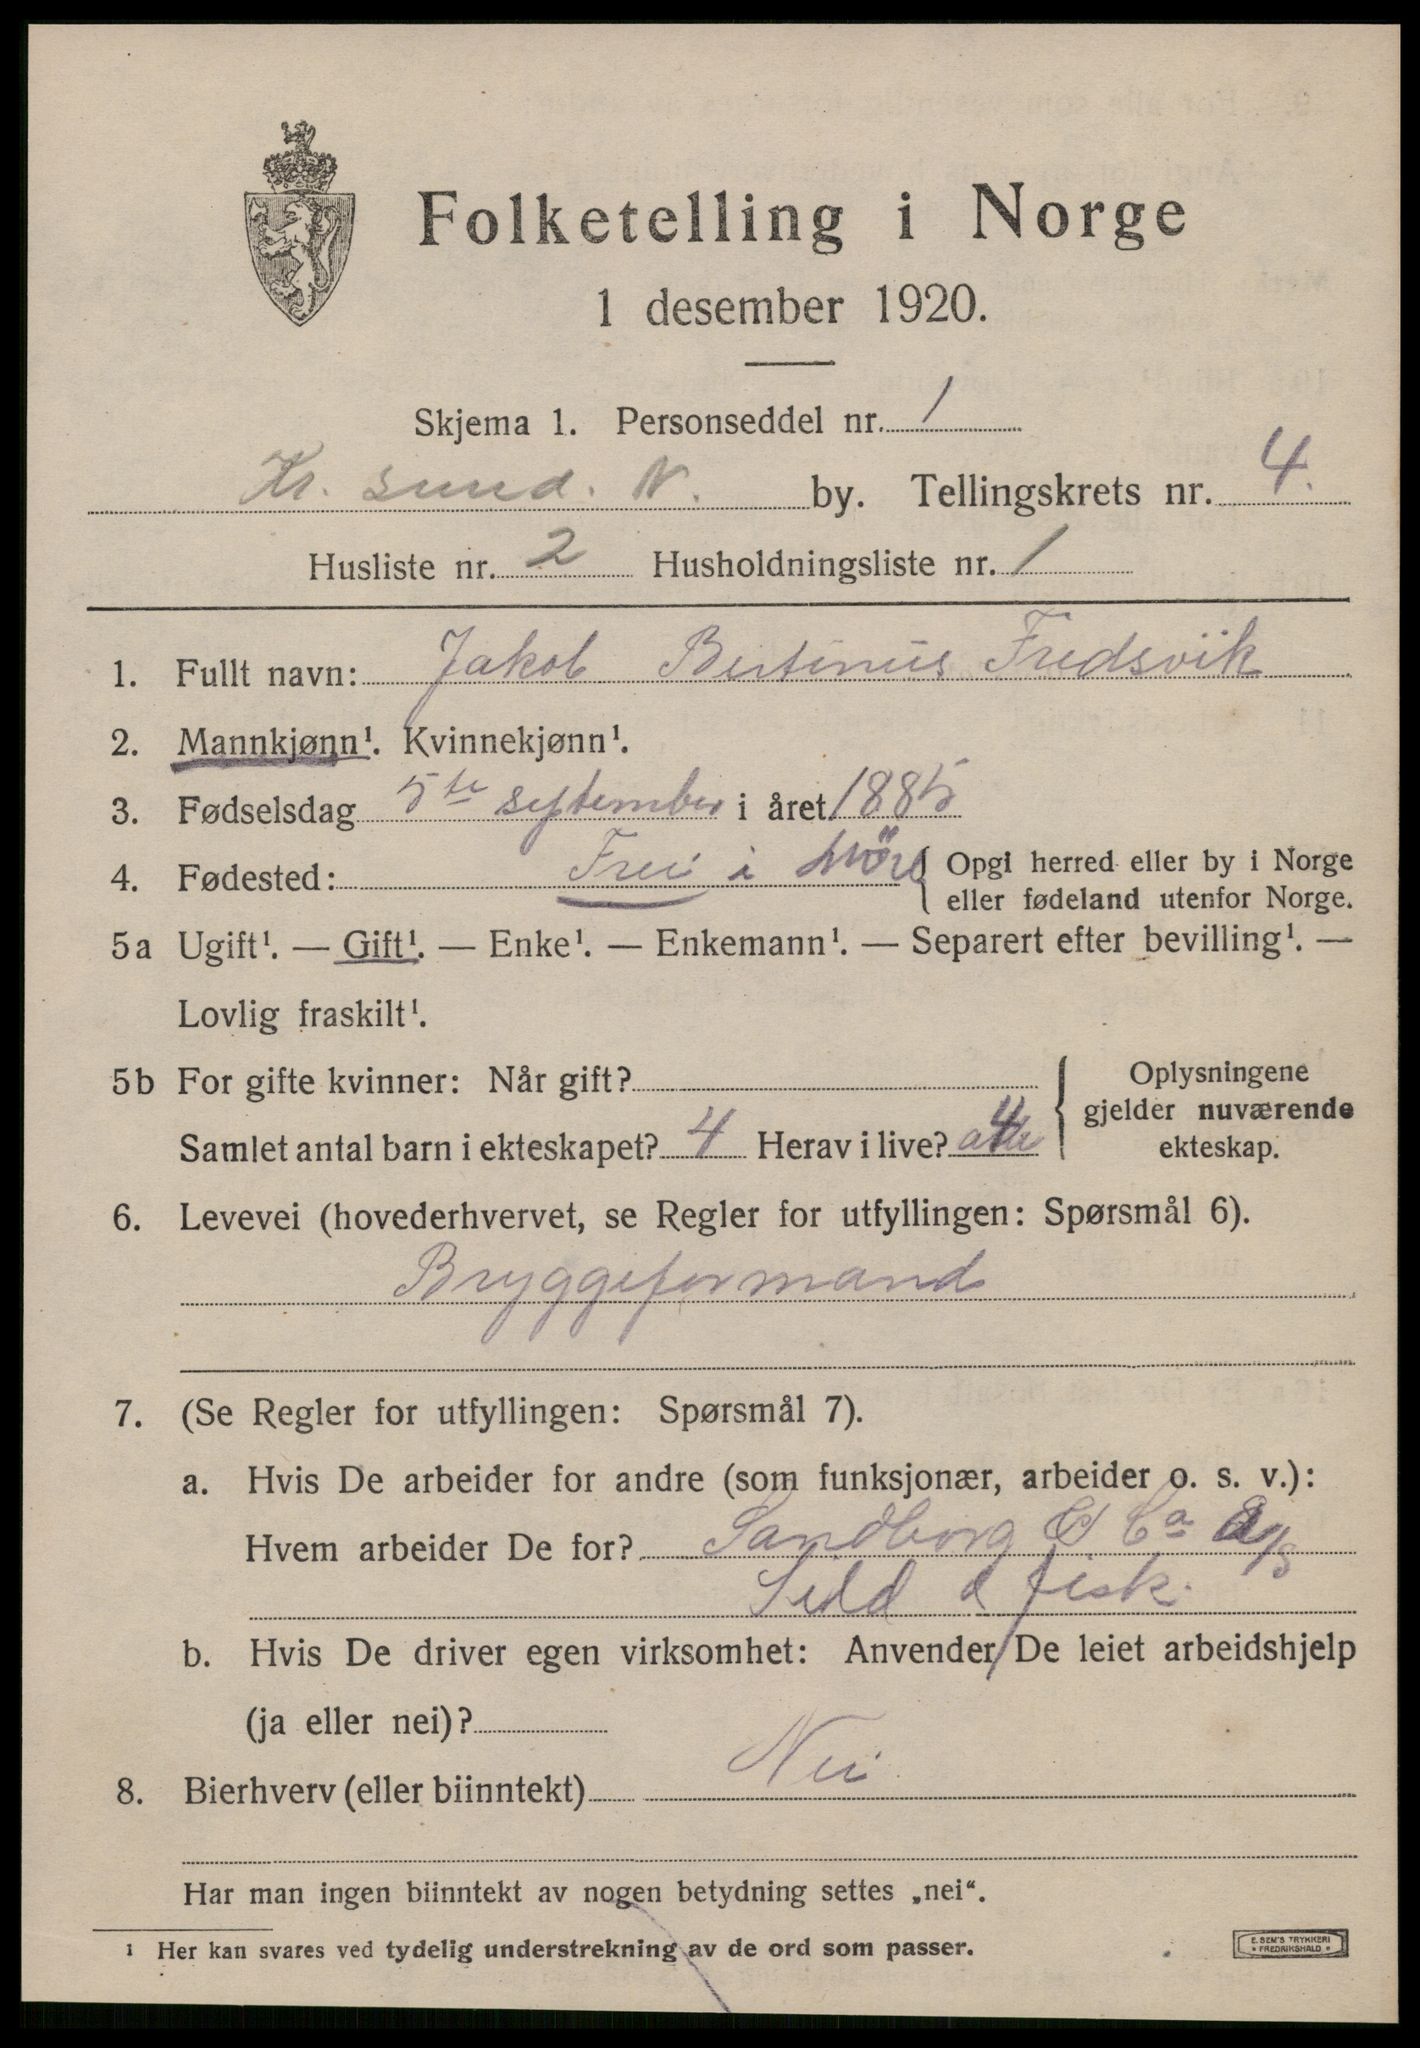 Folketelling i Norge
1 desember 1920.
Skjema 1. Personseddel nr. 1
Kr. sund. N. by. Tellingskrets nr. 4.
Husliste nr. 2 Husholdningsliste nr. 1
1. Fullt navn: Jakob Bertinus Fredsvik
2. Mannkjønn¹. Kvinnekjønn¹.
3. Fødselsdag 5te september i året 1885
4. Fødested: Frei i Möre { Opgi herred eller by i Norge
eller fødeland utenfor Norge.
5a Ugift¹. — Gift¹. — Enke¹. — Enkemann¹. — Separert efter bevilling¹. —
Lovlig fraskilt¹.
5b For gifte kvinner: Når gift?
Samlet antal barn i ekteskapet? 4 Herav i live? 4
{ Oplysningene
gjelder nuværende
ekteskap.
6. Levevei (hovederhvervet, se Regler for utfyllingen: Spørsmål 6).
Bryggeformand
7. (Se Regler for utfyllingen: Spørsmål 7).
a. Hvis De arbeider for andre (som funksjonær, arbeider o. s. v.):
Hvem arbeider De for? Sandborg & Co A/S
Sild & fisk.
b. Hvis De driver egen virksomhet: Anvender De leiet arbeidshjelp
(ja eller nei)?
8. Bierhverv (eller biinntekt) Nei
Har man ingen biinntekt av nogen betydning settes „nei“.
¹ Her kan svares ved tydelig understrekning av de ord som passer.
E. SEM'S TRYKKERI
* FREDRIKSHALD *